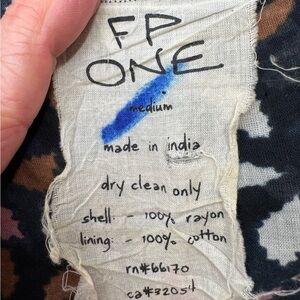 FP
ONE
medium
made in india
dry clean only
shell: - 100% rayon
lining: - 100% cotton
rn#66170
ca#32054